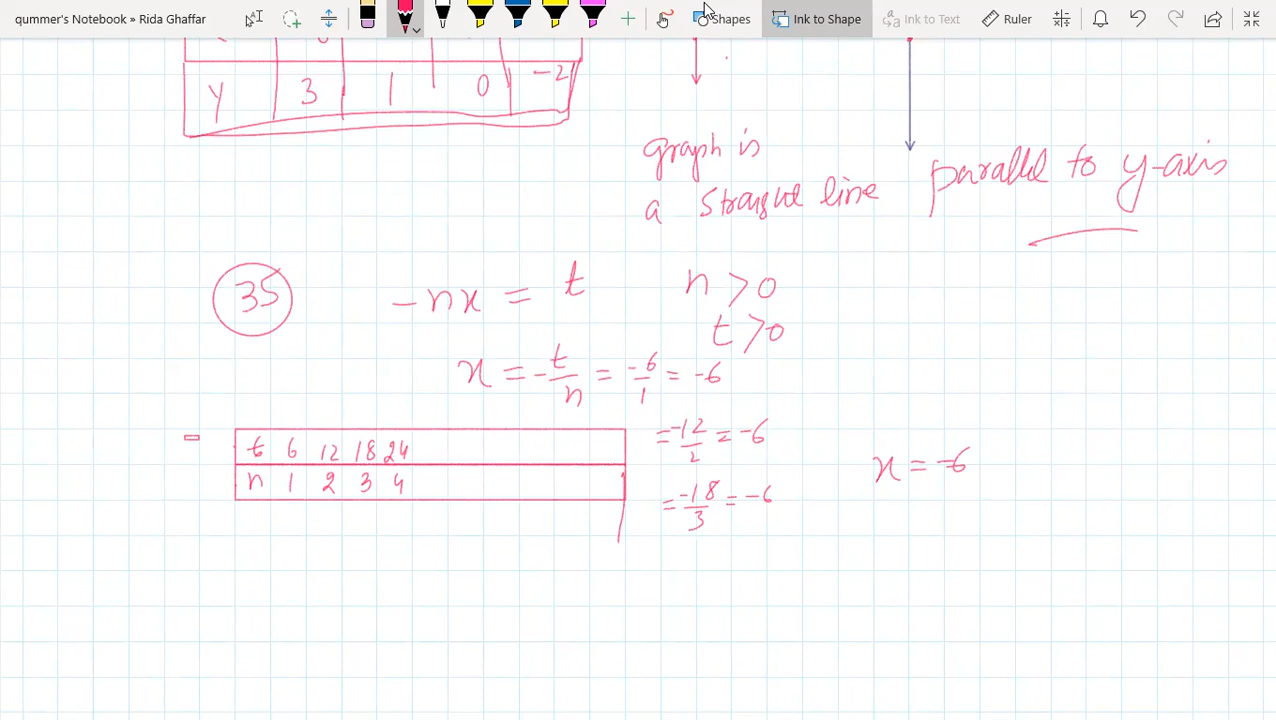 qummer's Notebook » Rida Ghaffar
Shapes
Ink to Shape
Ink to Text
Ruler
y 3 1 0 -2
graph is
a straight line
parallel to y-axis
35
-nx = t
n > 0
t > 0
x = -t/n = -6/1 = -6
t 6 12 18 24
n 1 2 3 4
= -12/2 = -6
= -18/3 = -6
x = -6